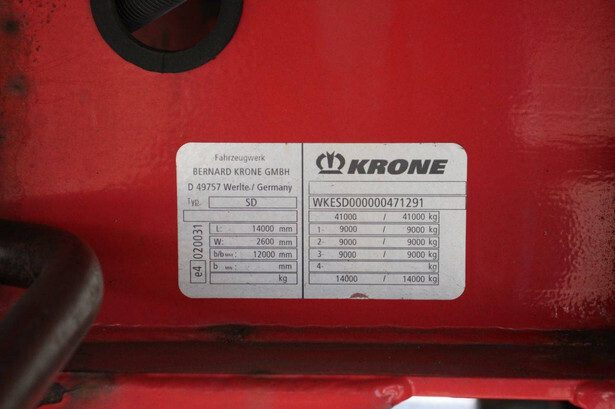 Fahrzeugwerk
BERNARD KRONE GMBH
D 49757 Werlte / Germany
Typ: SD
e4 020031
L: 14000 mm
W: 2600 mm
b/b MAX: 12000 mm
b MIN: mm
kg
KRONE
WKESD000000471291
41000 / 41000 kg
1- 9000 / 9000 kg
2- 9000 / 9000 kg
3- 9000 / 9000 kg
4- / kg
14000 / 14000 kg